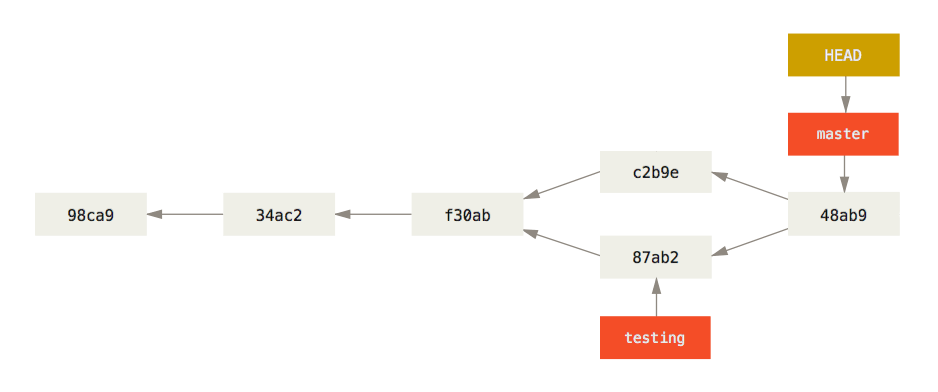 HEAD
master
c2b9e
98ca9
34ac2
f30ab
48ab9
87ab2
testing